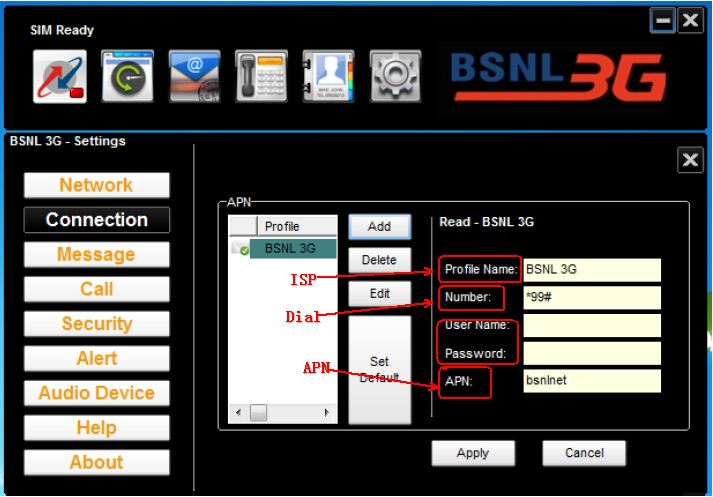 SIM Ready
@
BSNL 3G
BSNL 3G - Settings
Network
Connection
Message
Call
Security
Alert
Audio Device
Help
About
APN
Profile
BSNL 3G
Add
Delete
Edit
Set
Default
Read - BSNL 3G
ISP
Profile Name: BSNL 3G
Dial
Number: *99#
User Name:
Password:
APN
APN: bsnlnet
Apply
Cancel